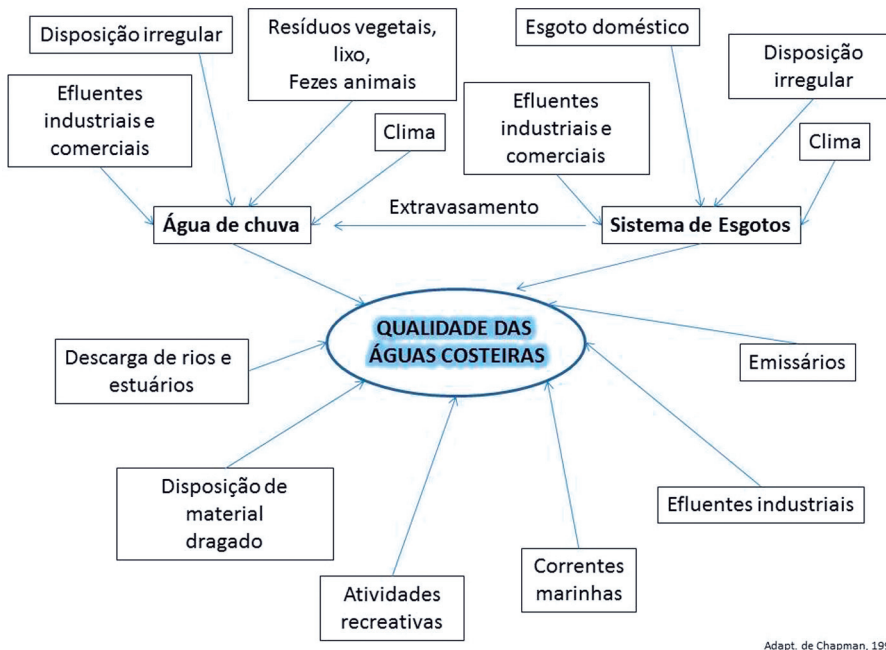 Disposição irregular
Resíduos vegetais,
lixo,
Fezes animais
Esgoto doméstico
Disposição
irregular
Efluentes
industriais e
comerciais
Clima
Efluentes
industriais e
comerciais
Clima
Água de chuva
Extravasamento
Sistema de Esgotos
QUALIDADE DAS
ÁGUAS COSTEIRAS
Descarga de rios e
estuários
Emissários
Disposição de
material
dragado
Efluentes industriais
Atividades
recreativas
Correntes
marinhas
Adapt. de Chapman, 199